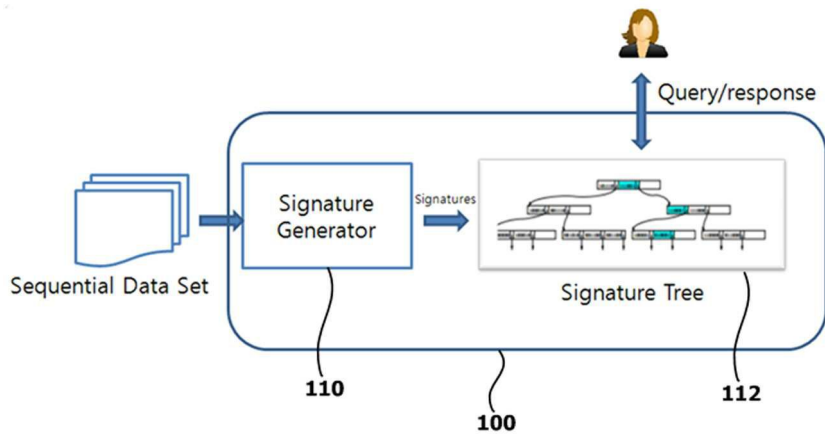 Query/response
Signature
Generator
Signatures
Sequential Data Set
Signature Tree
110
112
100